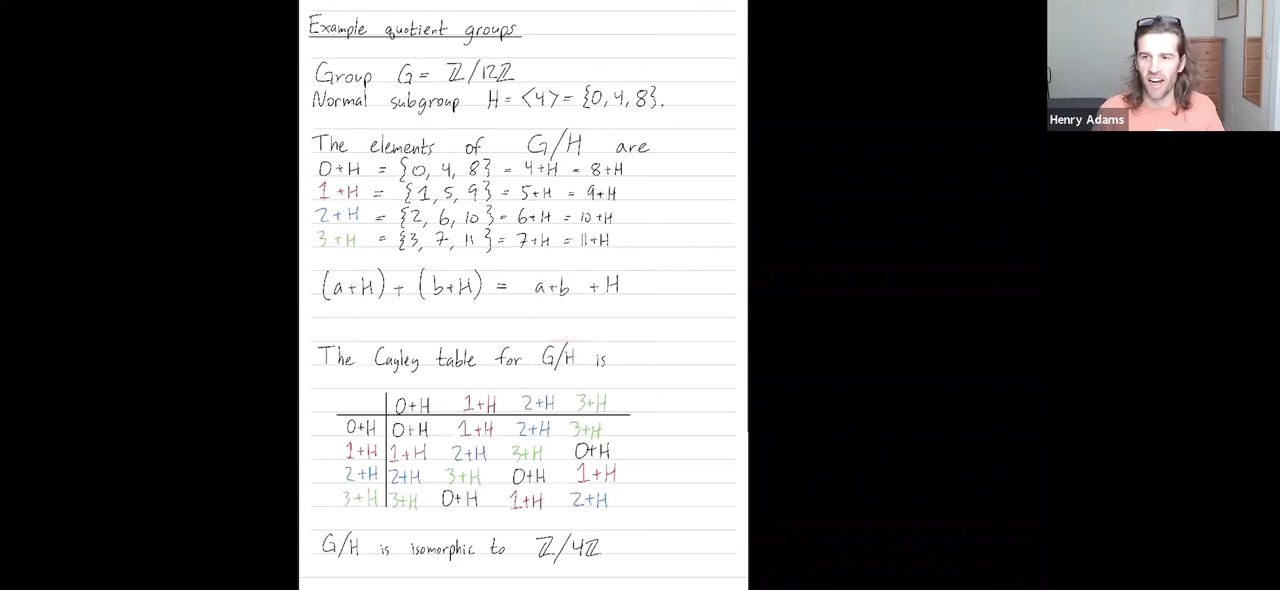 Example quotient groups
Group G = ℤ/12ℤ
Normal subgroup H = <4> = {0, 4, 8}.
The elements of G/H are
0+H = {0, 4, 8} = 4+H = 8+H
1+H = {1, 5, 9} = 5+H = 9+H
2+H = {2, 6, 10} = 6+H = 10+H
3+H = {3, 7, 11} = 7+H = 11+H
(a+H) + (b+H) = a+b + H
The Cayley table for G/H is
0+H 1+H 2+H 3+H
0+H 0+H 1+H 2+H 3+H
1+H 1+H 2+H 3+H 0+H
2+H 2+H 3+H 0+H 1+H
3+H 3+H 0+H 1+H 2+H
G/H is isomorphic to ℤ/4ℤ
Henry Adams